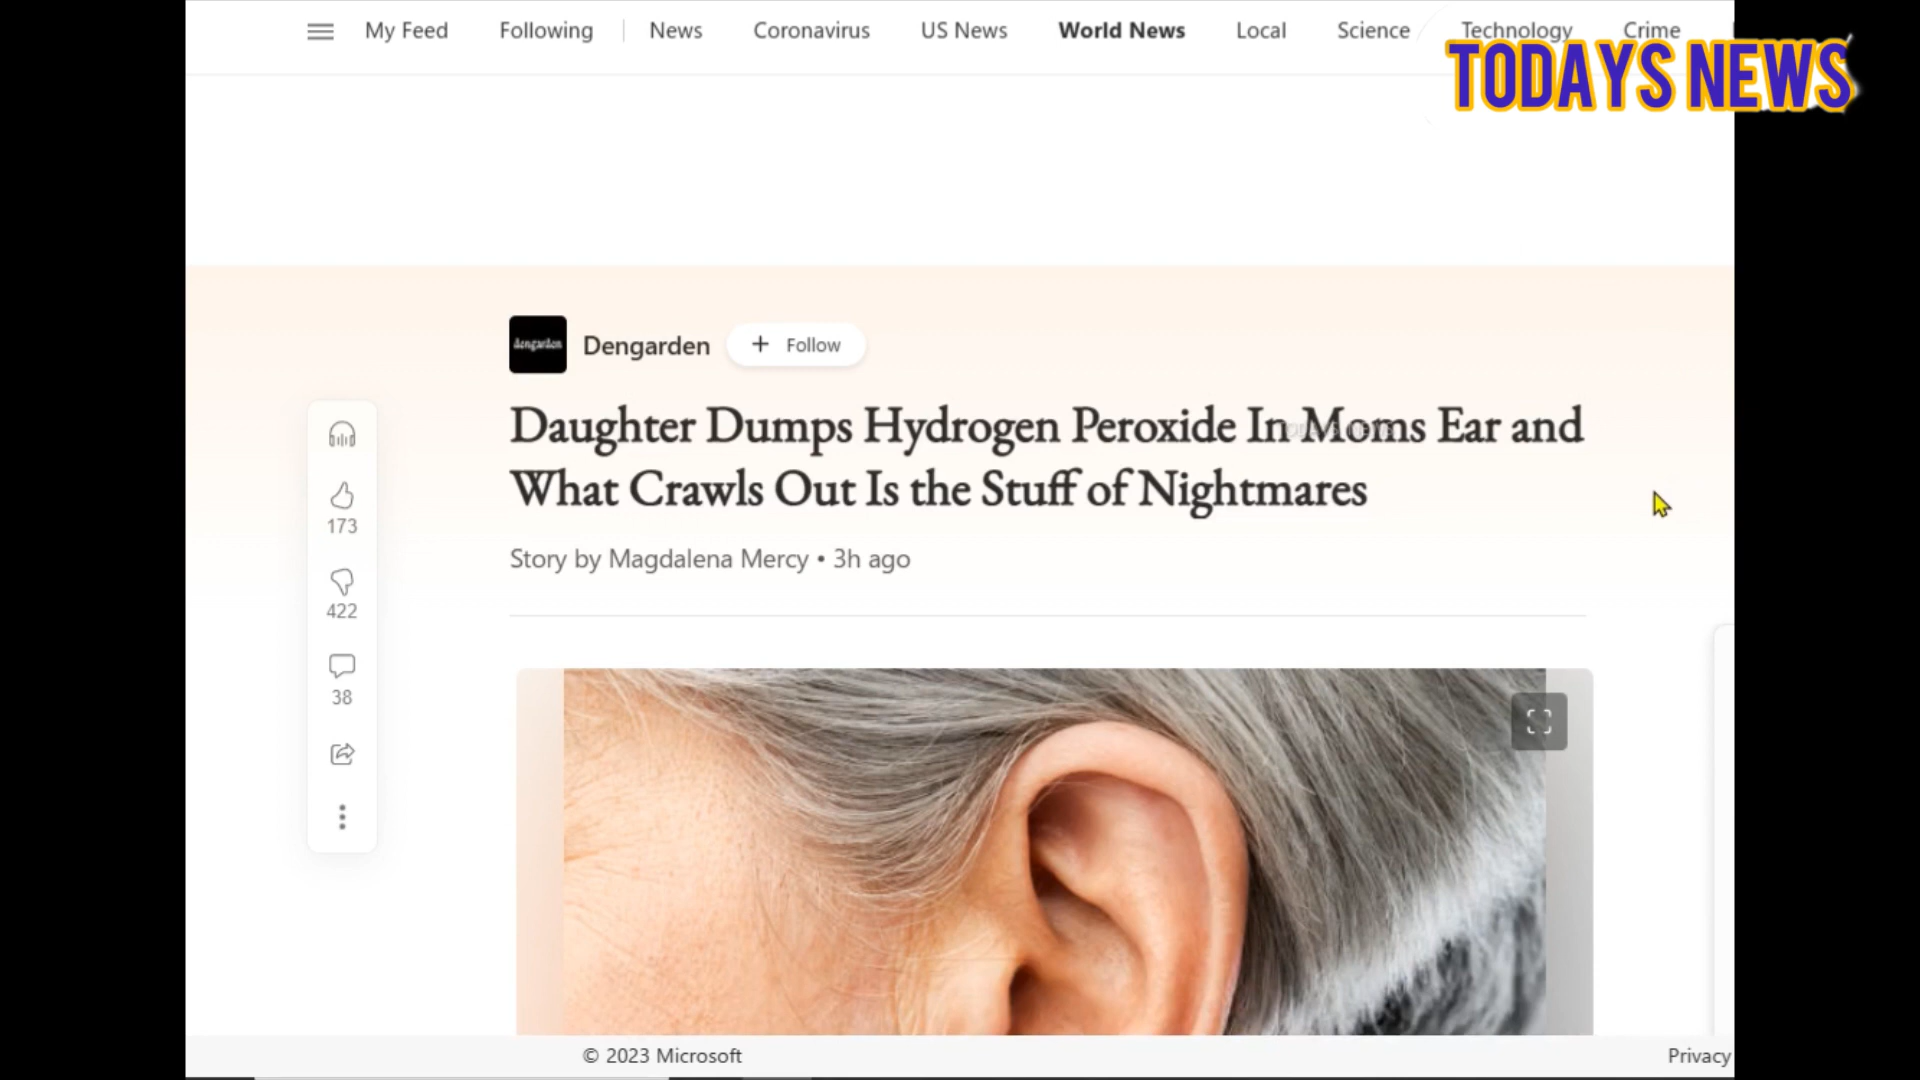 My Feed Following News Coronavirus US News World News Local Science Technology Crime
TODAYS NEWS
dengarden Dengarden + Follow
Daughter Dumps Hydrogen Peroxide In Moms Ear and
What Crawls Out Is the Stuff of Nightmares
Story by Magdalena Mercy • 3h ago
173
422
38
© 2023 Microsoft Privacy